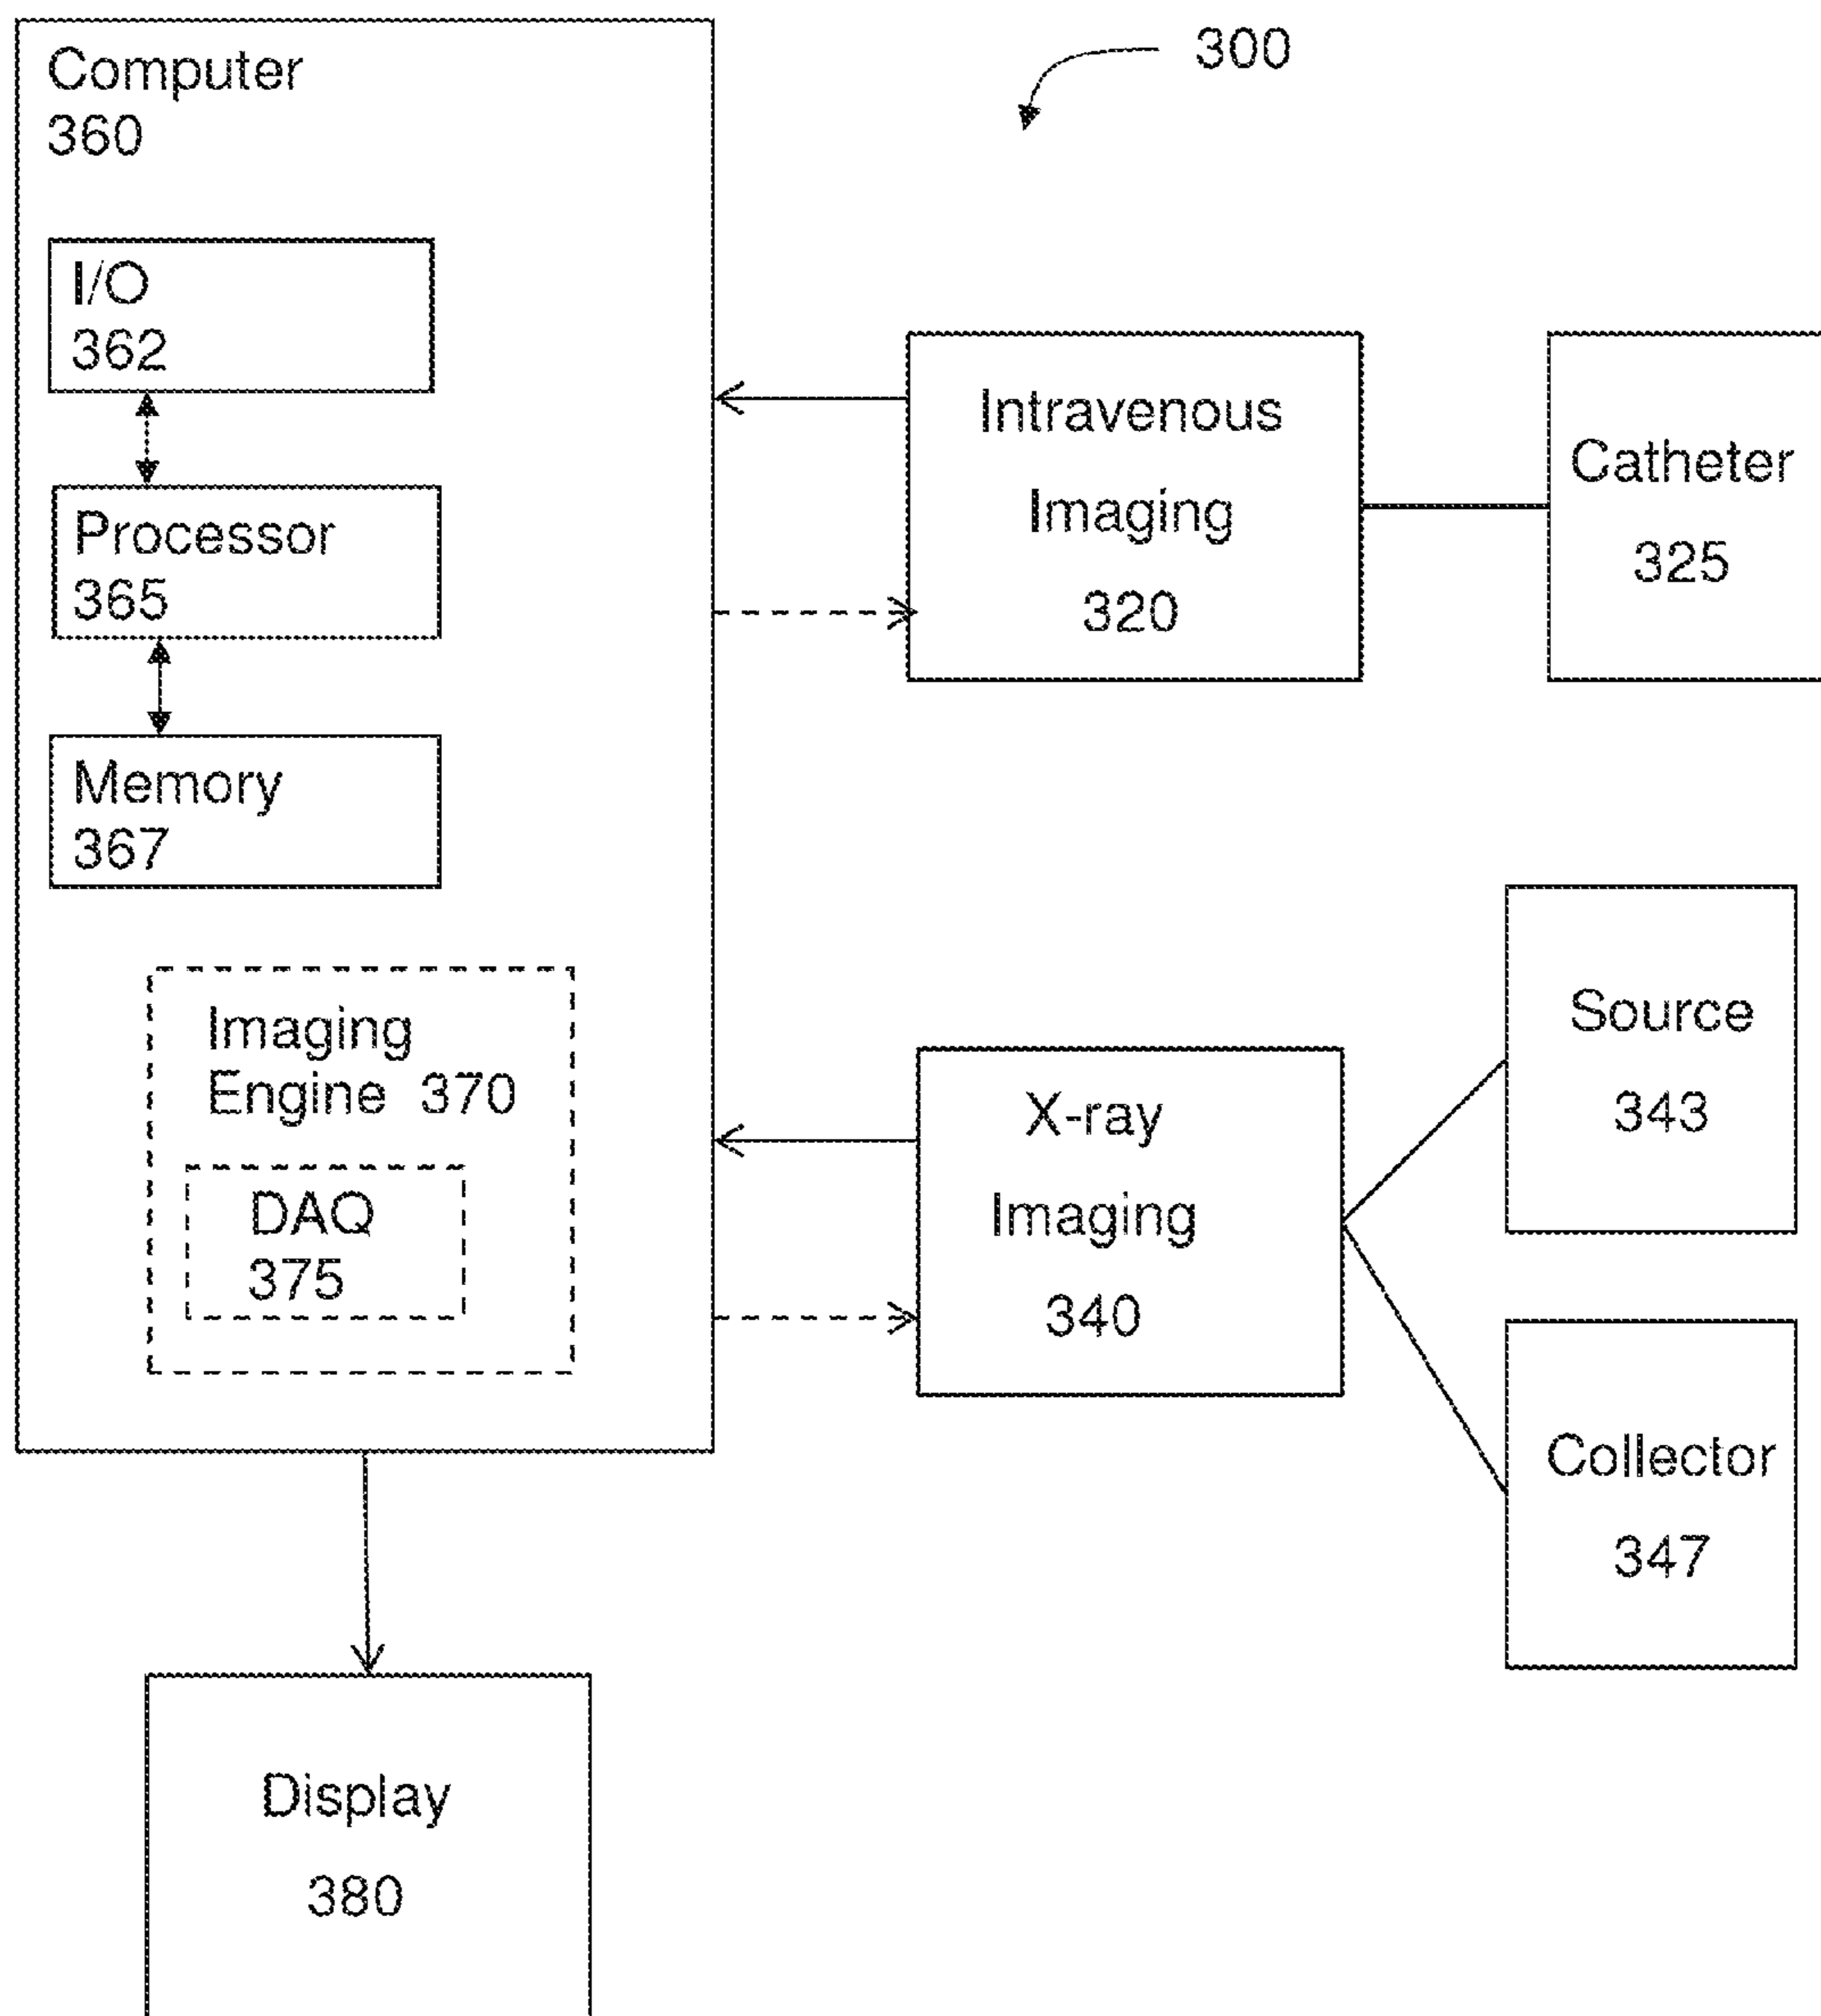 Computer
360
300
I/O
362
Processor
365
Memory
367
Imaging
Engine 370
DAQ
375
Intravenous
Imaging
320
Catheter
325
X-ray
Imaging
340
Source
343
Collector
347
Display
380